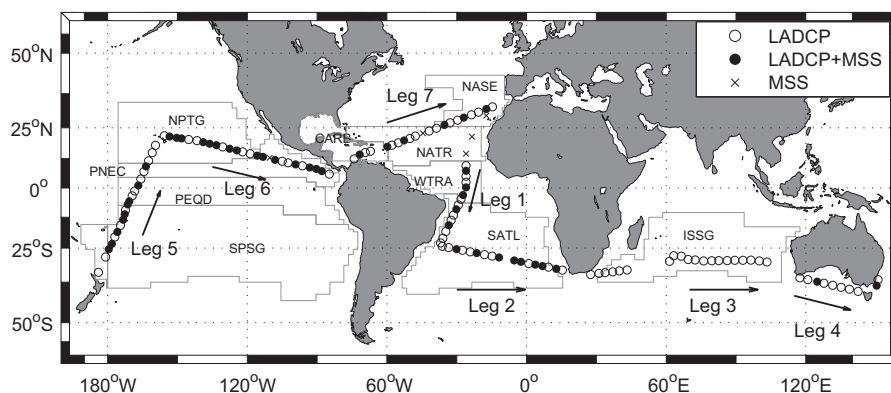 50°N
LADCP
LADCP+MSS
MSS
NASE
Leg 7
NPTG
25°N
CARB
NATR
PNEC
WTRA
0°
Leg 6
PEQD
Leg 1
Leg 5
SPSG
SATL
ISSG
25°S
Leg 2
Leg 3
Leg 4
50°S
180°W
120°W
60°W
0°
60°E
120°E